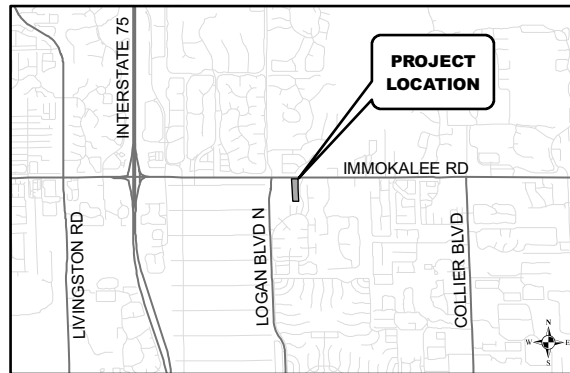 INTERSTATE 75
PROJECT
LOCATION
IMMOKALEE RD
LIVINGSTON RD
LOGAN BLVD N
COLLIER BLVD
N
W E
S